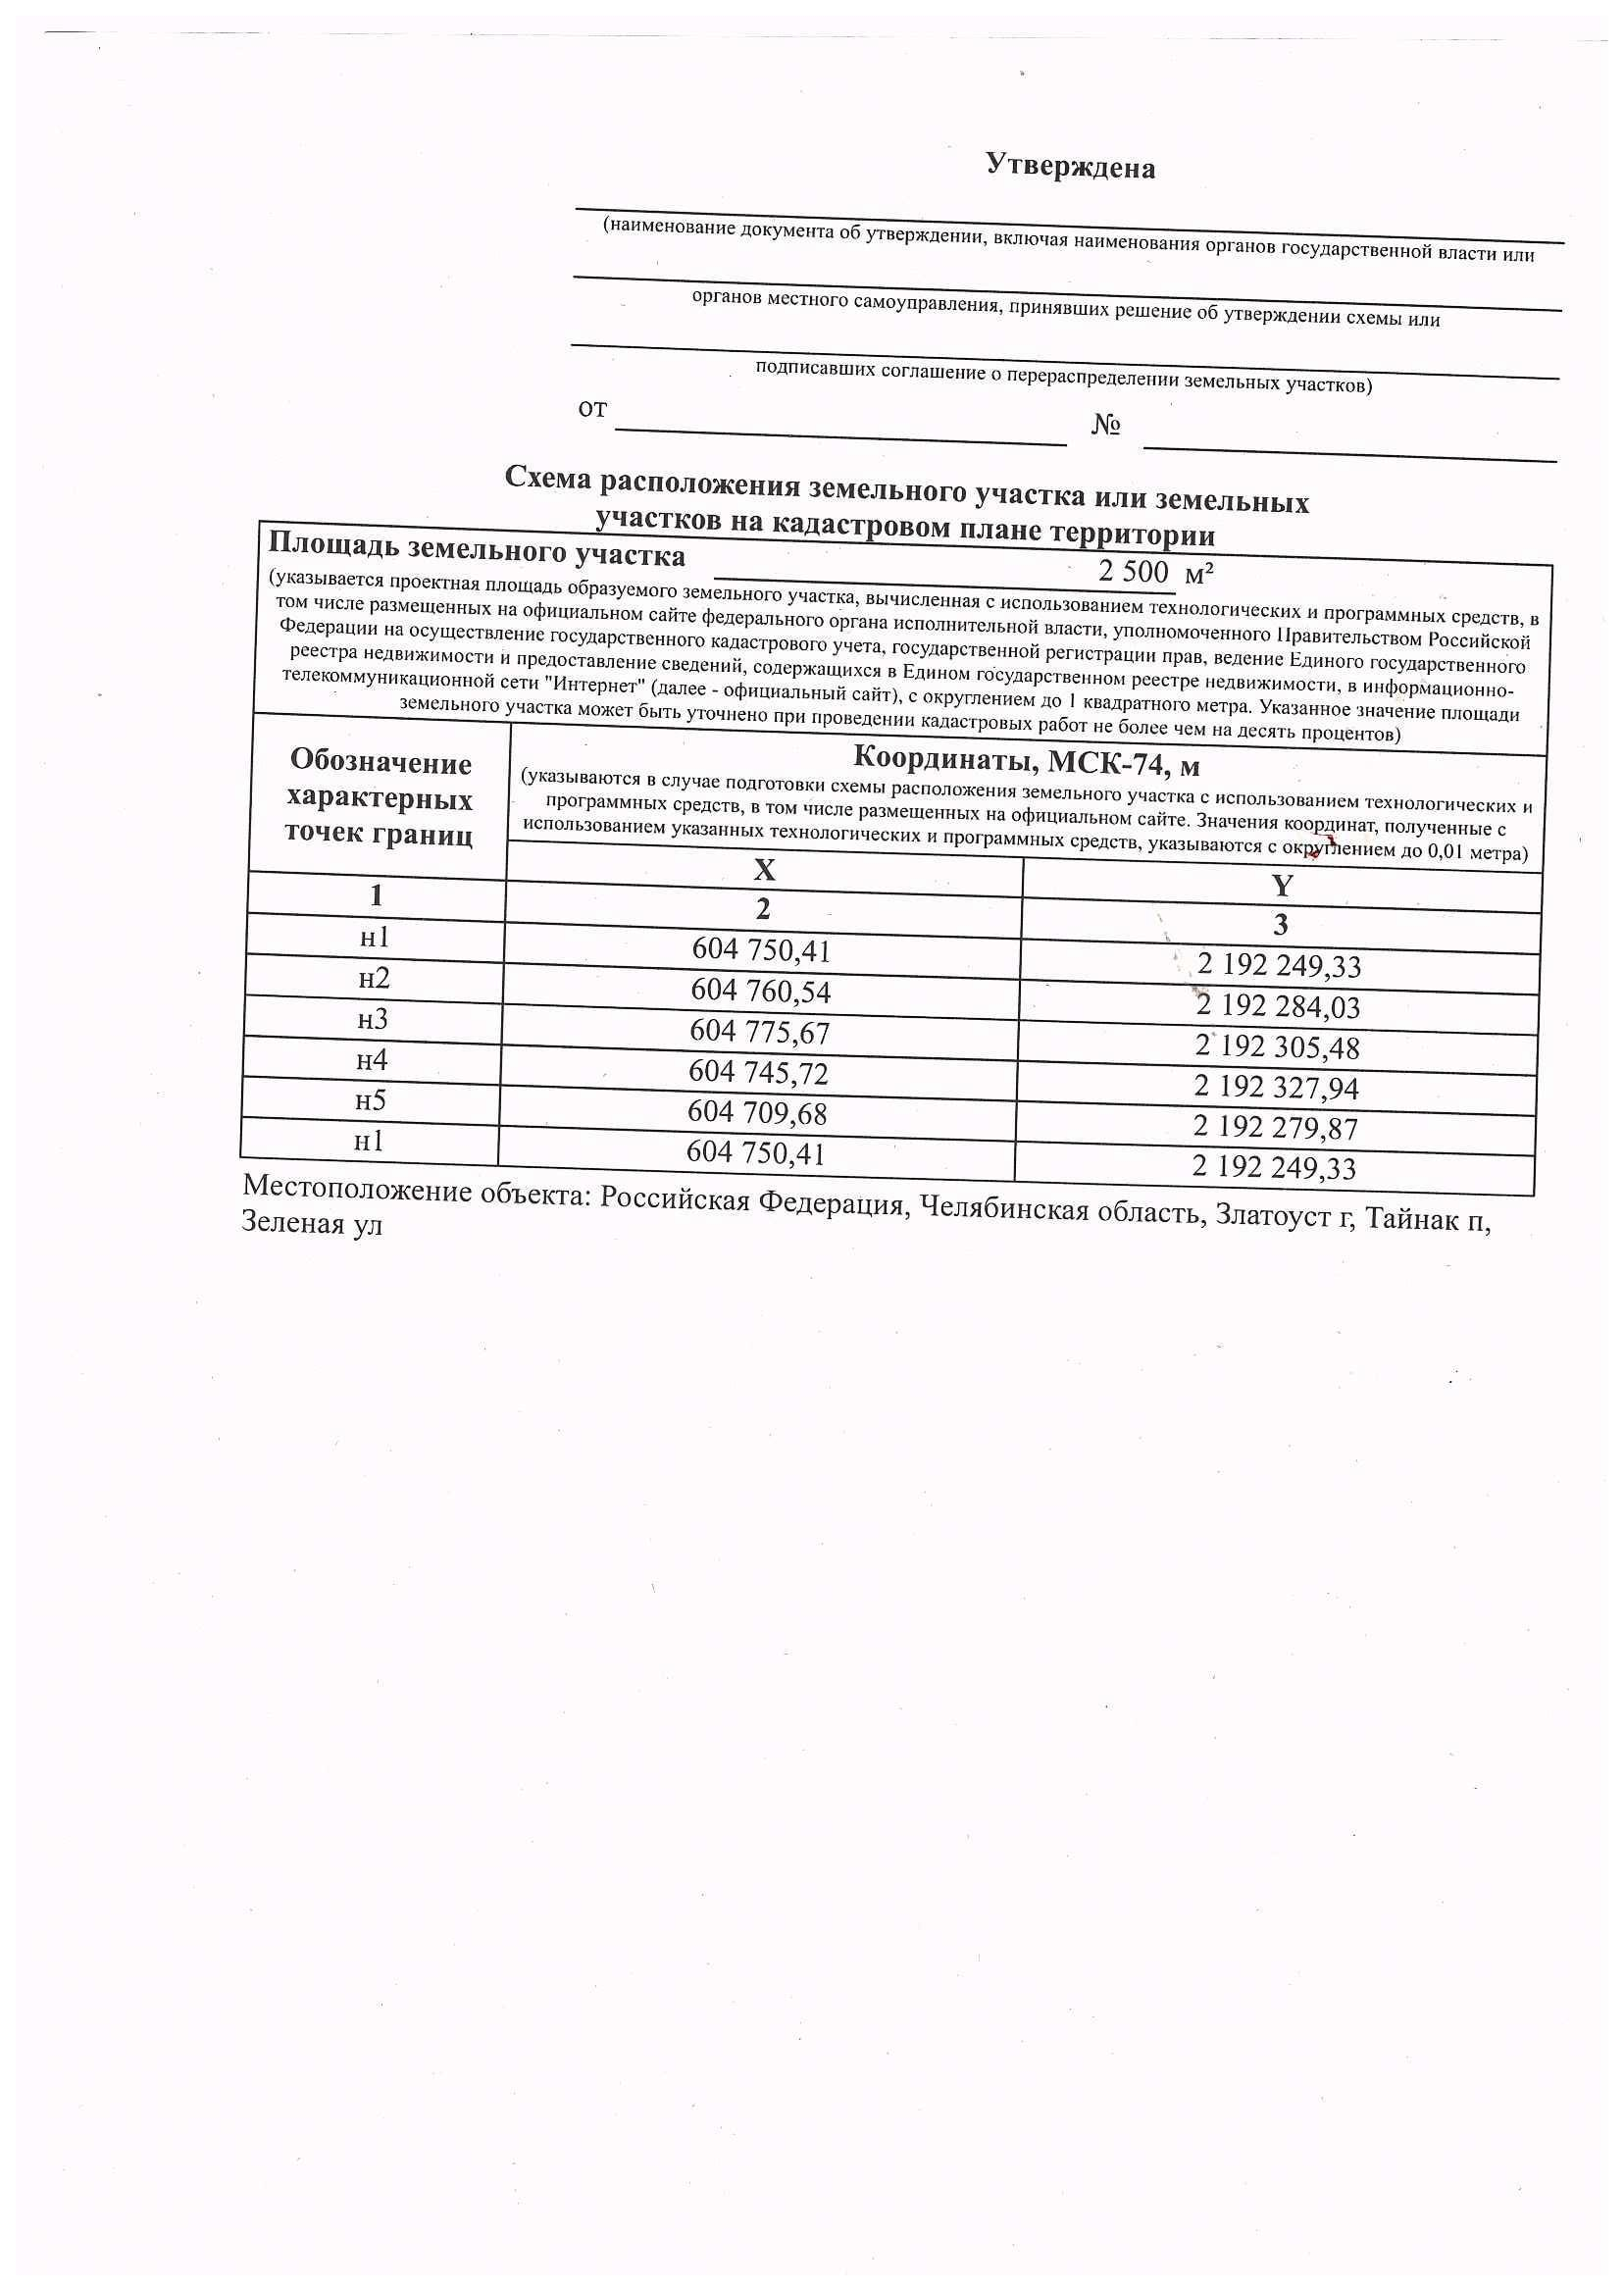 Утверждена
(наименование документа об утверждении, включая наименования органов государственной власти или
органов местного самоуправления, принявших решение об утверждении схемы или
подписавших соглашение о перераспределении земельных участков)
от №
Схема расположения земельного участка или земельных
участков на кадастровом плане территории
Площадь земельного участка 2 500 м²
(указывается проектная площадь образуемого земельного участка, вычисленная с использованием технологических и программных средств, в
том числе размещенных на официальном сайте федерального органа исполнительной власти, уполномоченного Правительством Российской
Федерации на осуществление государственного кадастрового учета, государственной регистрации прав, ведение Единого государственного
реестра недвижимости и предоставление сведений, содержащихся в Едином государственном реестре недвижимости, в информационно-
телекоммуникационной сети "Интернет" (далее - официальный сайт), с округлением до 1 квадратного метра. Указанное значение площади
земельного участка может быть уточнено при проведении кадастровых работ не более чем на десять процентов)
Обозначение
характерных
точек границ
Координаты, МСК-74, м
(указываются в случае подготовки схемы расположения земельного участка с использованием технологических и
программных средств, в том числе размещенных на официальном сайте. Значения координат, полученные с
использованием указанных технологических и программных средств, указываются с округлением до 0,01 метра)
X Y
1 2 3
н1 604 750,41 2 192 249,33
н2 604 760,54 2 192 284,03
н3 604 775,67 2 192 305,48
н4 604 745,72 2 192 327,94
н5 604 709,68 2 192 279,87
н1 604 750,41 2 192 249,33
Местоположение объекта: Российская Федерация, Челябинская область, Златоуст г, Тайнак п,
Зеленая ул